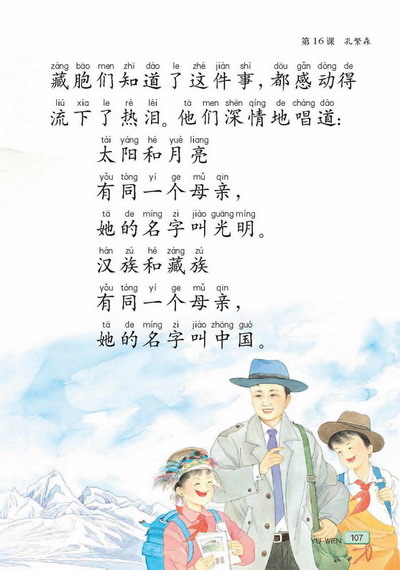 第16课 孔繁森
zàng bāo men zhī dào le zhè jiàn shì dōu gǎn dòng de
藏胞们知道了这件事,都感动得
liú xia le rè lèi tā men shēn qíng de chàng dào
流下了热泪。他们深情地唱道:
tài yáng hé yuè liang
太阳和月亮
yǒu tóng yí ge mǔ qin
有同一个母亲,
tā de míng zi jiào guāng míng
她的名字叫光明。
hàn zú hé zàng zú
汉族和藏族
yǒu tóng yí ge mǔ qin
有同一个母亲,
tā de míng zi jiào zhōng guó
她的名字叫中国。
YU WEN 107